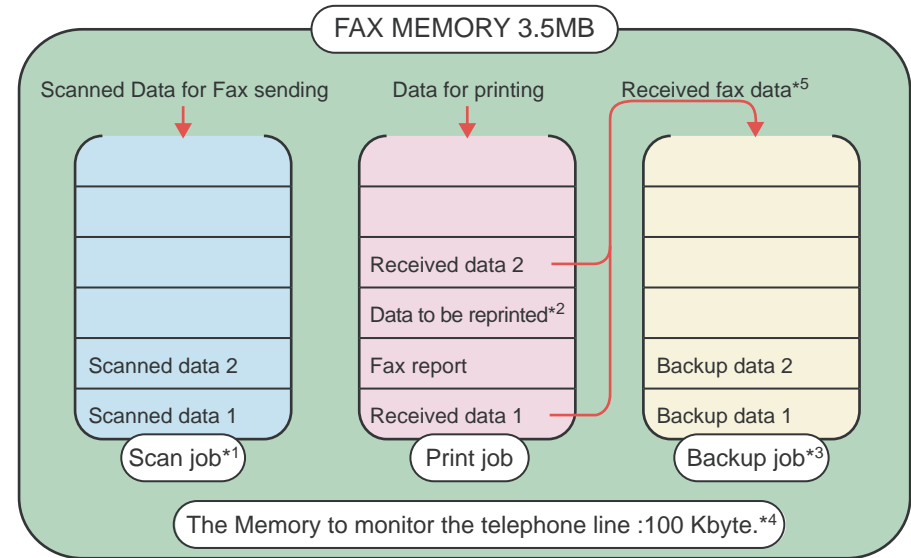 FAX MEMORY 3.5MB
Scanned Data for Fax sending
Data for printing
Received fax data*5
Scanned data 2
Scanned data 1
Scan job*1
Received data 2
Data to be reprinted*2
Fax report
Received data 1
Print job
Backup data 2
Backup data 1
Backup job*3
The Memory to monitor the telephone line :100 Kbyte.*4